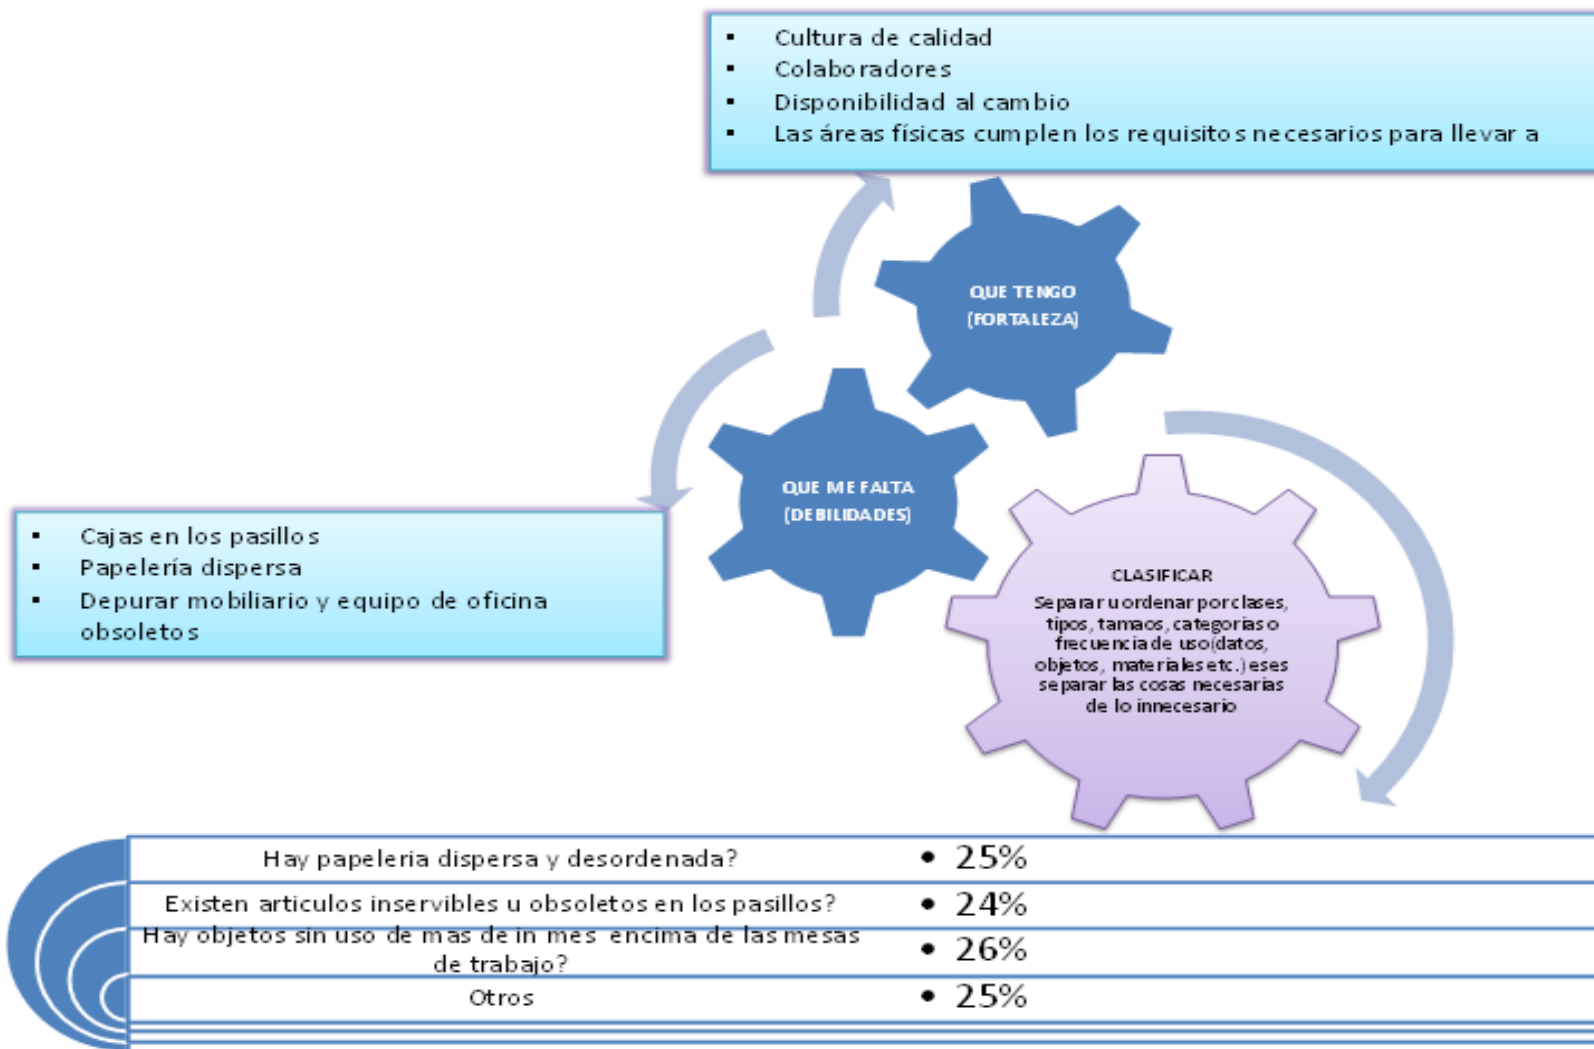 ▪ Cultura de calidad
▪ Colaboradores
▪ Disponibilidad al cambio
▪ Las áreas físicas cumplen los requisitos necesarios para llevar a
QUE TENGO
(FORTALEZA)
QUE ME FALTA
(DEBILIDADES)
▪ Cajas en los pasillos
▪ Papelería dispersa
▪ Depurar mobiliario y equipo de oficina
obsoletos
CLASIFICAR
Separar u ordenar por clases,
tipos, tamaos, categorías o
frecuencia de uso(datos,
objetos, materiales etc.) eses
separar las cosas necesarias
de lo innecesario
Hay papeleria dispersa y desordenada? • 25%
Existen articulos inservibles u obsoletos en los pasillos? • 24%
Hay objetos sin uso de mas de in mes encima de las mesas
de trabajo? • 26%
Otros • 25%